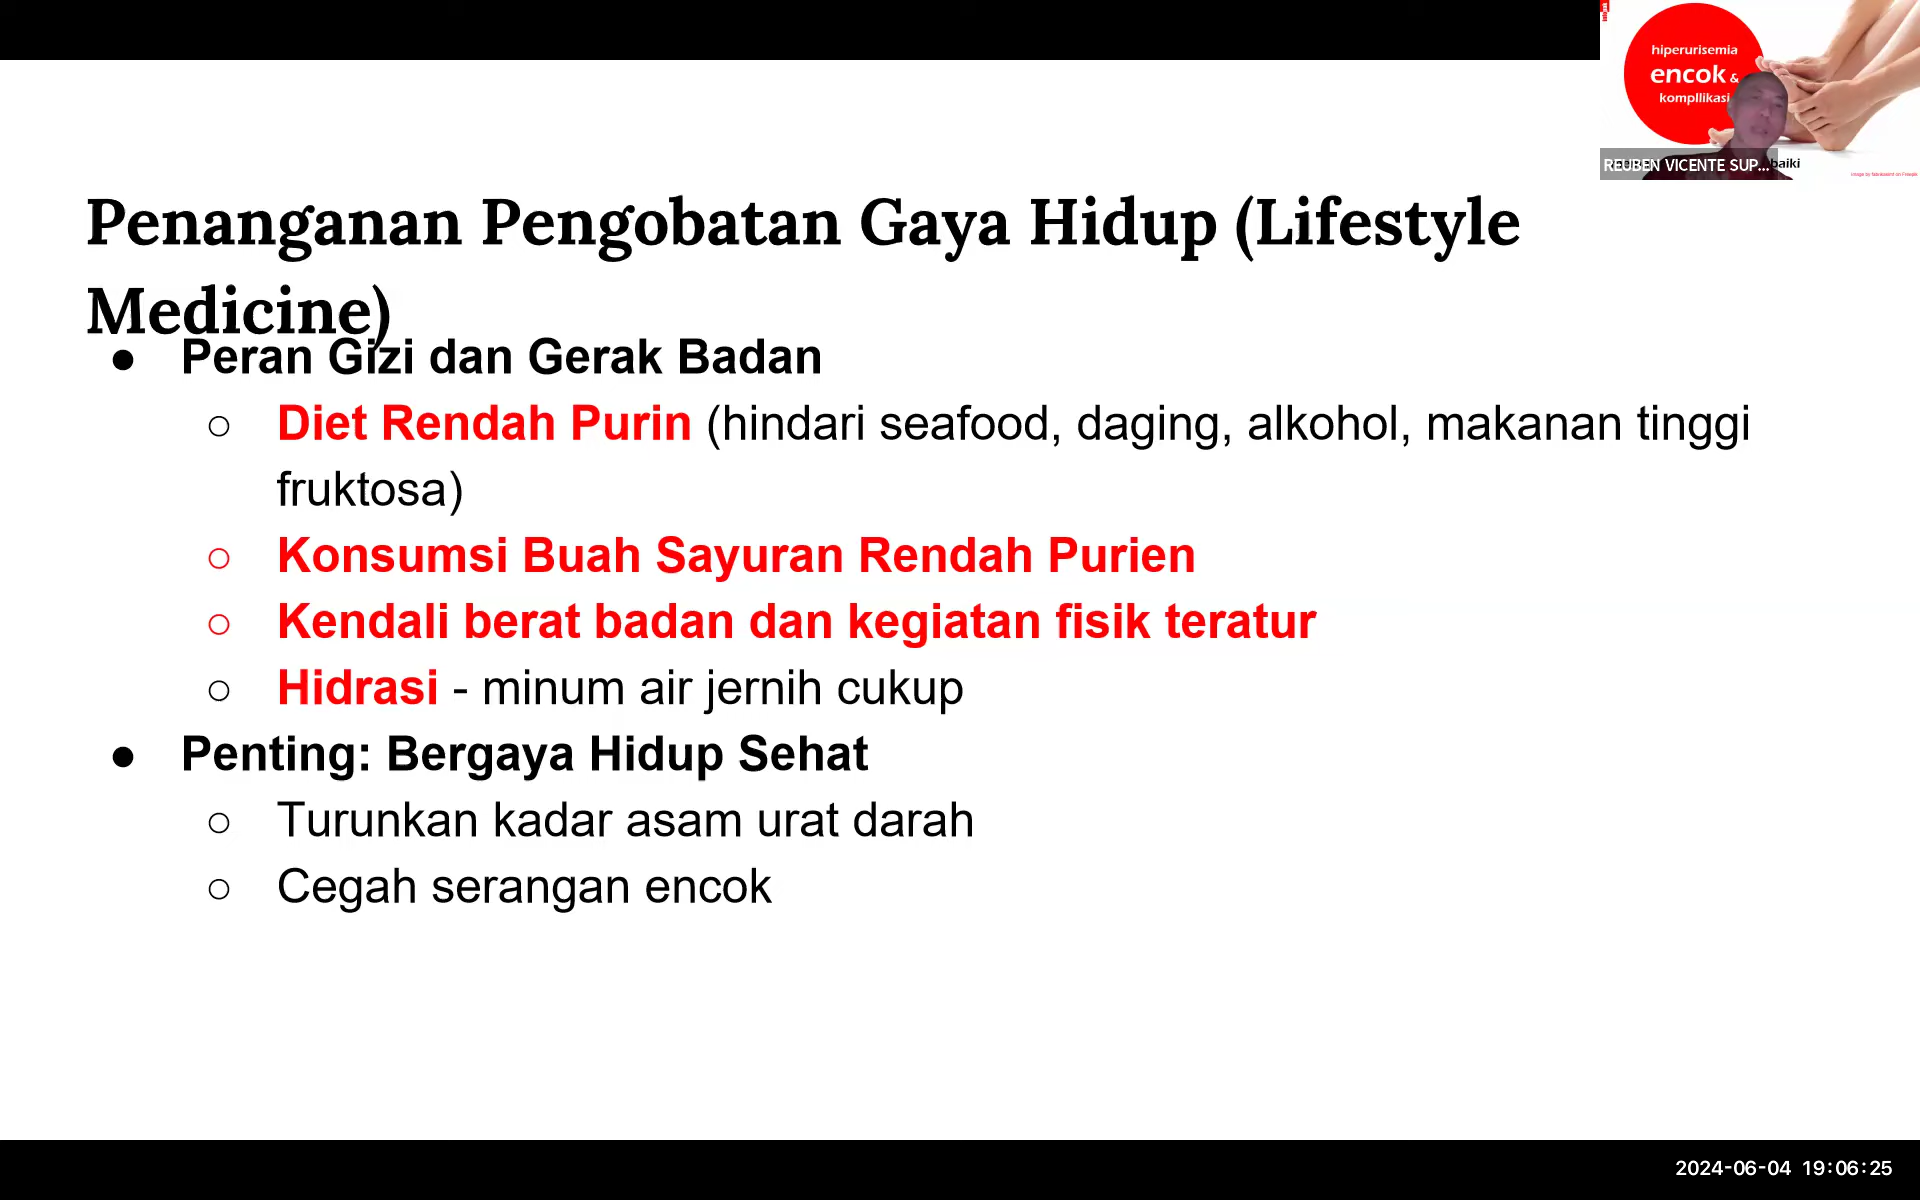 hiperurisemia
encok &
kompllikasi
REUBEN VICENTE SUP...
baiki
Penanganan Pengobatan Gaya Hidup (Lifestyle
Medicine)
● Peran Gizi dan Gerak Badan
○ Diet Rendah Purin (hindari seafood, daging, alkohol, makanan tinggi
fruktosa)
○ Konsumsi Buah Sayuran Rendah Purien
○ Kendali berat badan dan kegiatan fisik teratur
○ Hidrasi - minum air jernih cukup
● Penting: Bergaya Hidup Sehat
○ Turunkan kadar asam urat darah
○ Cegah serangan encok
2024-06-04 19:06:25